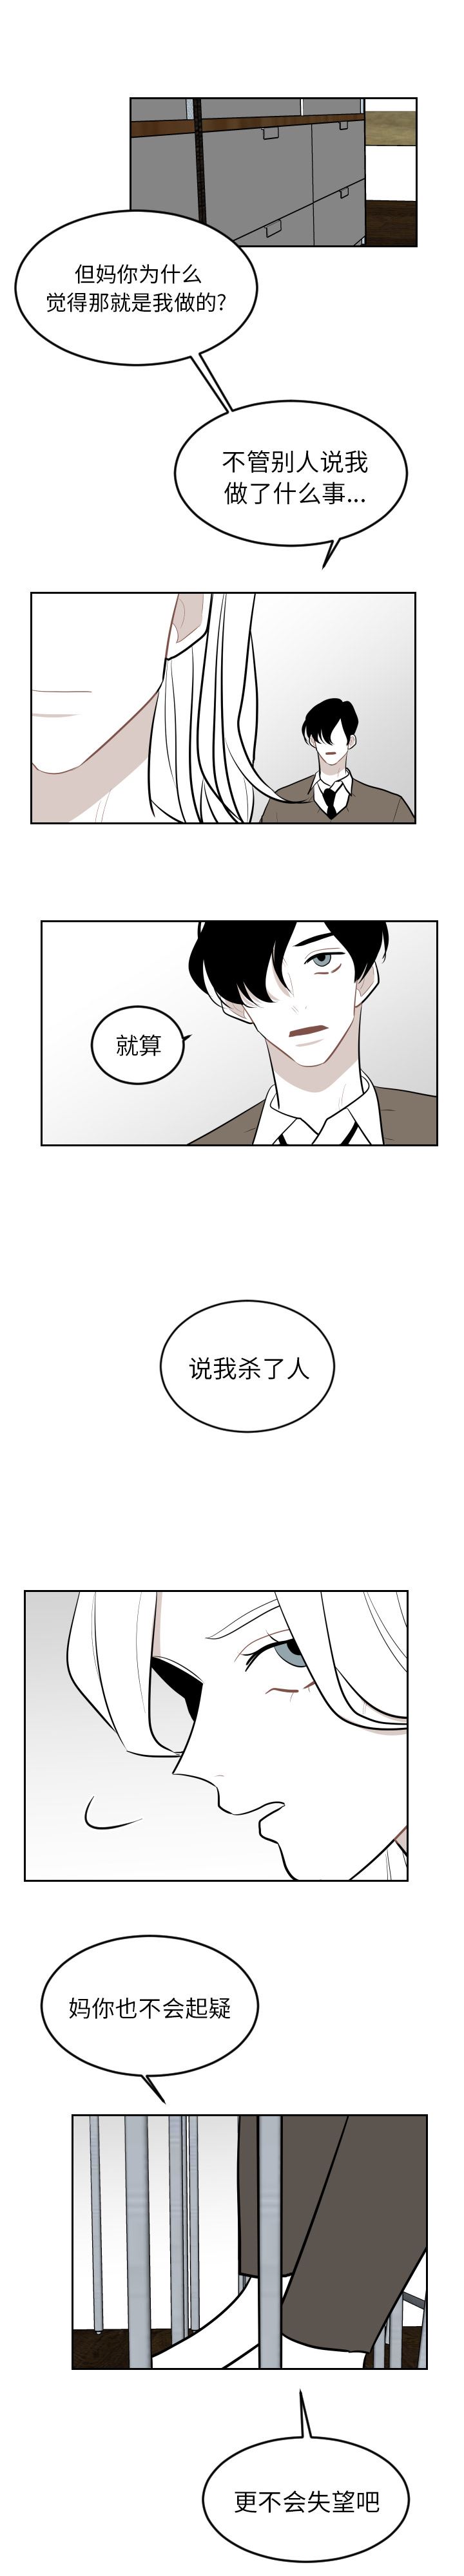 但妈你为什么
觉得那就是我做的?
不管别人说我
做了什么事...
就算
说我杀了人
妈你也不会起疑
更不会失望吧